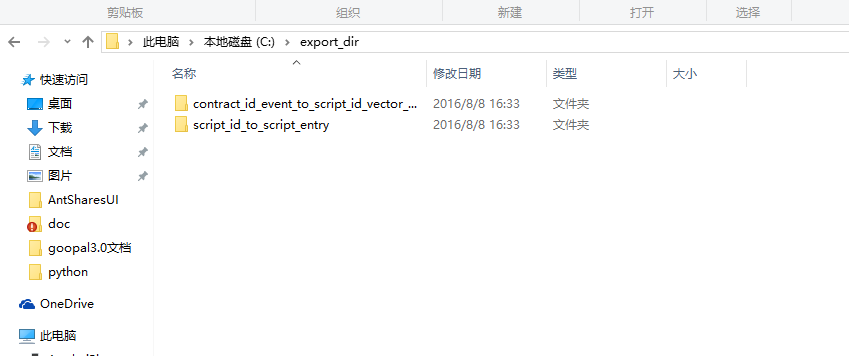 剪贴板 组织 新建 打开 选择
此电脑 本地磁盘 (C:) export_dir
名称 修改日期 类型 大小
快速访问
桌面
下载
文档
图片
AntSharesUI
doc
goopal3.0文档
python
OneDrive
此电脑
contract_id_event_to_script_id_vector_... 2016/8/8 16:33 文件夹
script_id_to_script_entry 2016/8/8 16:33 文件夹